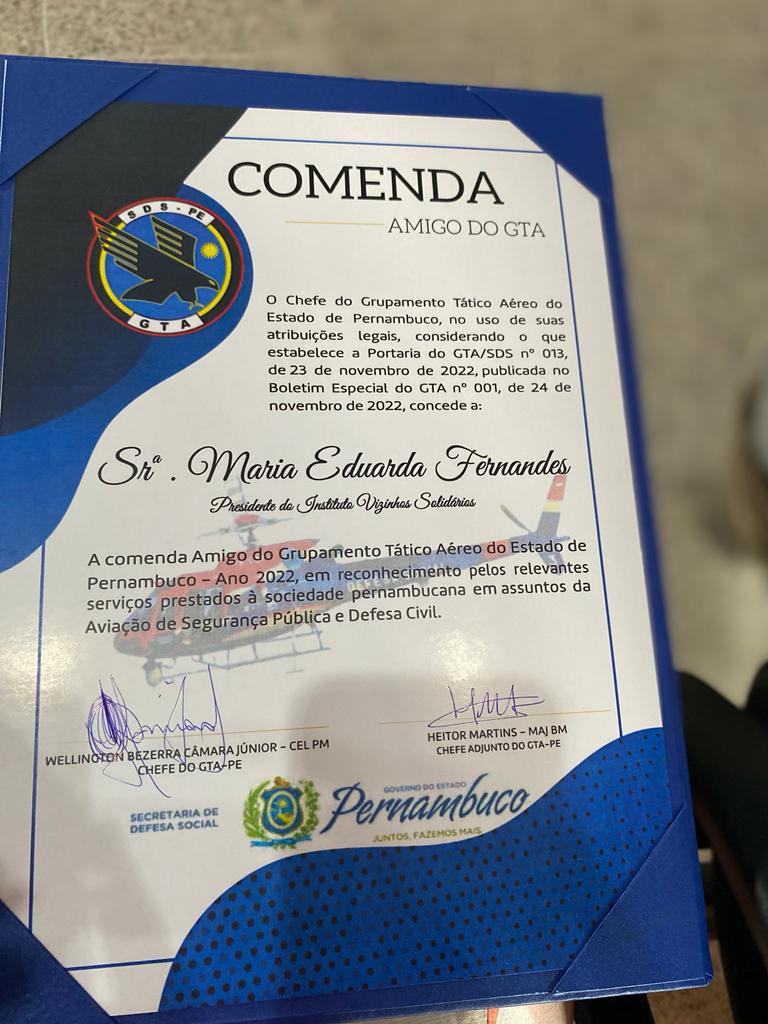 COMENDA
AMIGO DO GTA
SDS-PE
GTA
O Chefe do Grupamento Tático Aéreo do
Estado de Pernambuco, no uso de suas
atribuições legais, considerando o que
estabelece a Portaria do GTA/SDS nº 013,
de 23 de novembro de 2022, publicada no
Boletim Especial do GTA nº 001, de 24 de
novembro de 2022, concede a:
Srª . Maria Eduarda Fernandes
Presidente do Instituto Vizinhos Solidários
A comenda Amigo do Grupamento Tático Aéreo do Estado de
Pernambuco – Ano 2022, em reconhecimento pelos relevantes
serviços prestados à sociedade pernambucana em assuntos da
Aviação de Segurança Pública e Defesa Civil.
WELLINGTON BEZERRA CÂMARA JÚNIOR – CEL PM
CHEFE DO GTA-PE
HEITOR MARTINS – MAJ BM
CHEFE ADJUNTO DO GTA-PE
SECRETARIA DE
DEFESA SOCIAL
GOVERNO DO ESTADO
Pernambuco
JUNTOS, FAZEMOS MAIS.